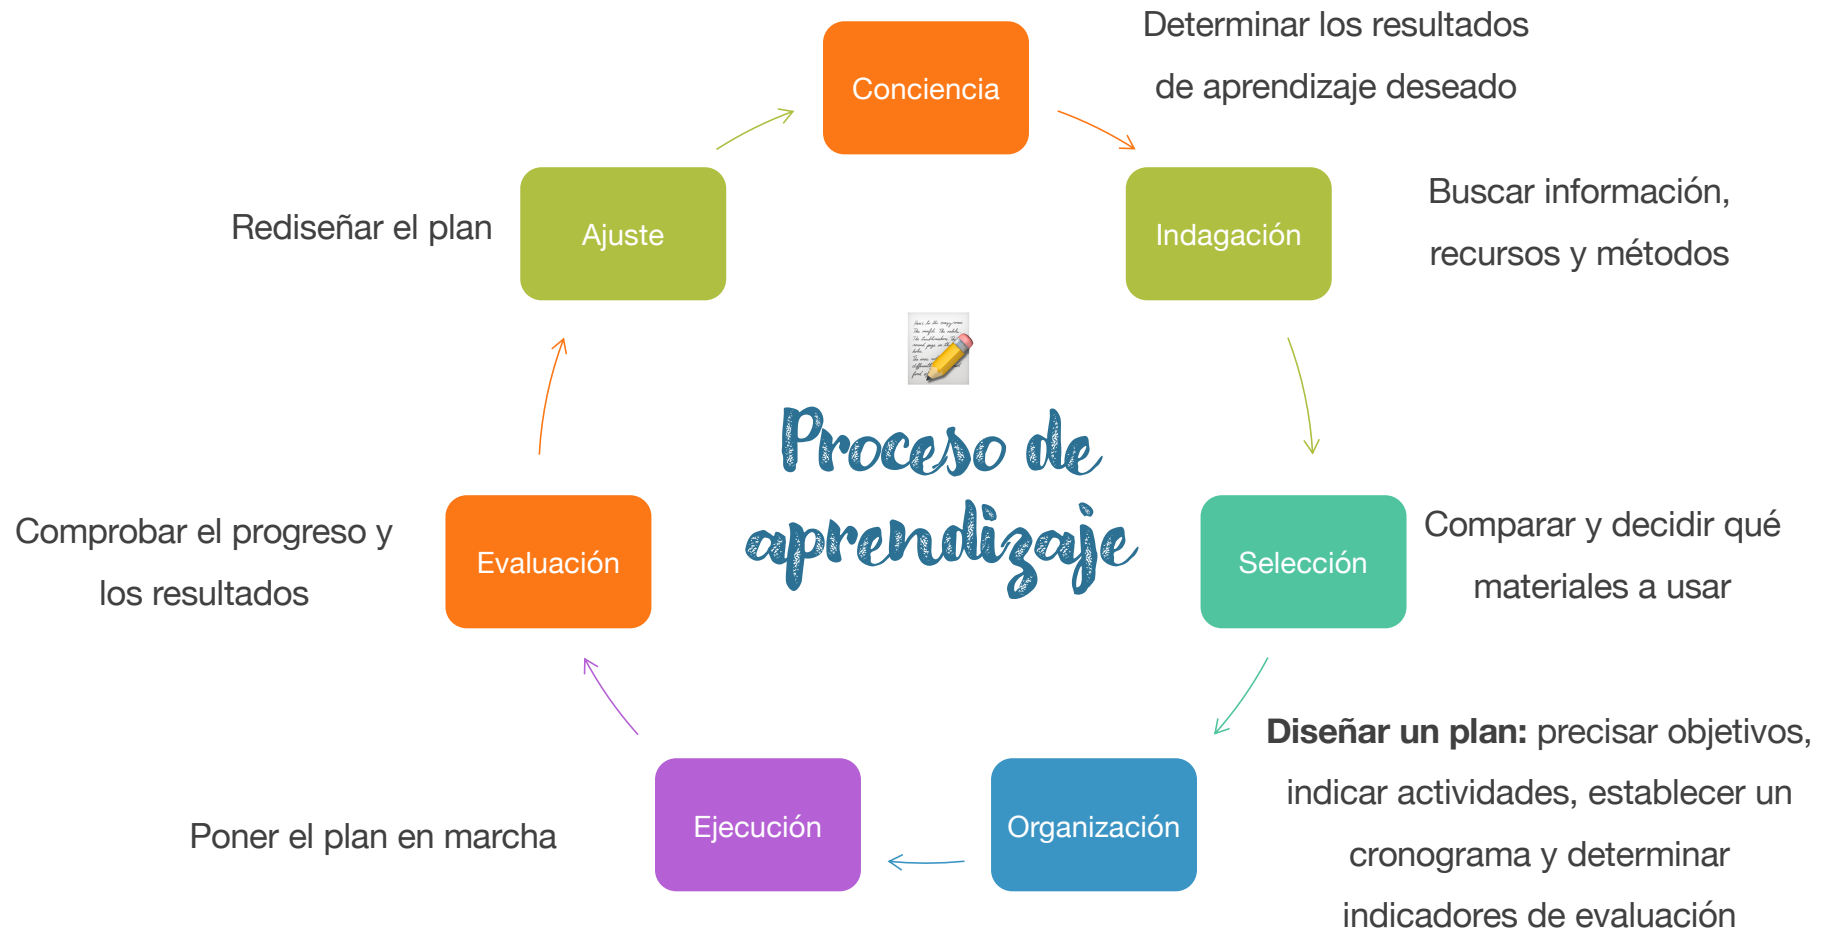 Conciencia
Determinar los resultados
de aprendizaje deseado
Indagación
Buscar información,
recursos y métodos
Selección
Comparar y decidir qué
materiales a usar
Organización
Diseñar un plan: precisar objetivos,
indicar actividades, establecer un
cronograma y determinar
indicadores de evaluación
Ejecución
Poner el plan en marcha
Evaluación
Comprobar el progreso y
los resultados
Ajuste
Rediseñar el plan
Proceso de
aprendizaje